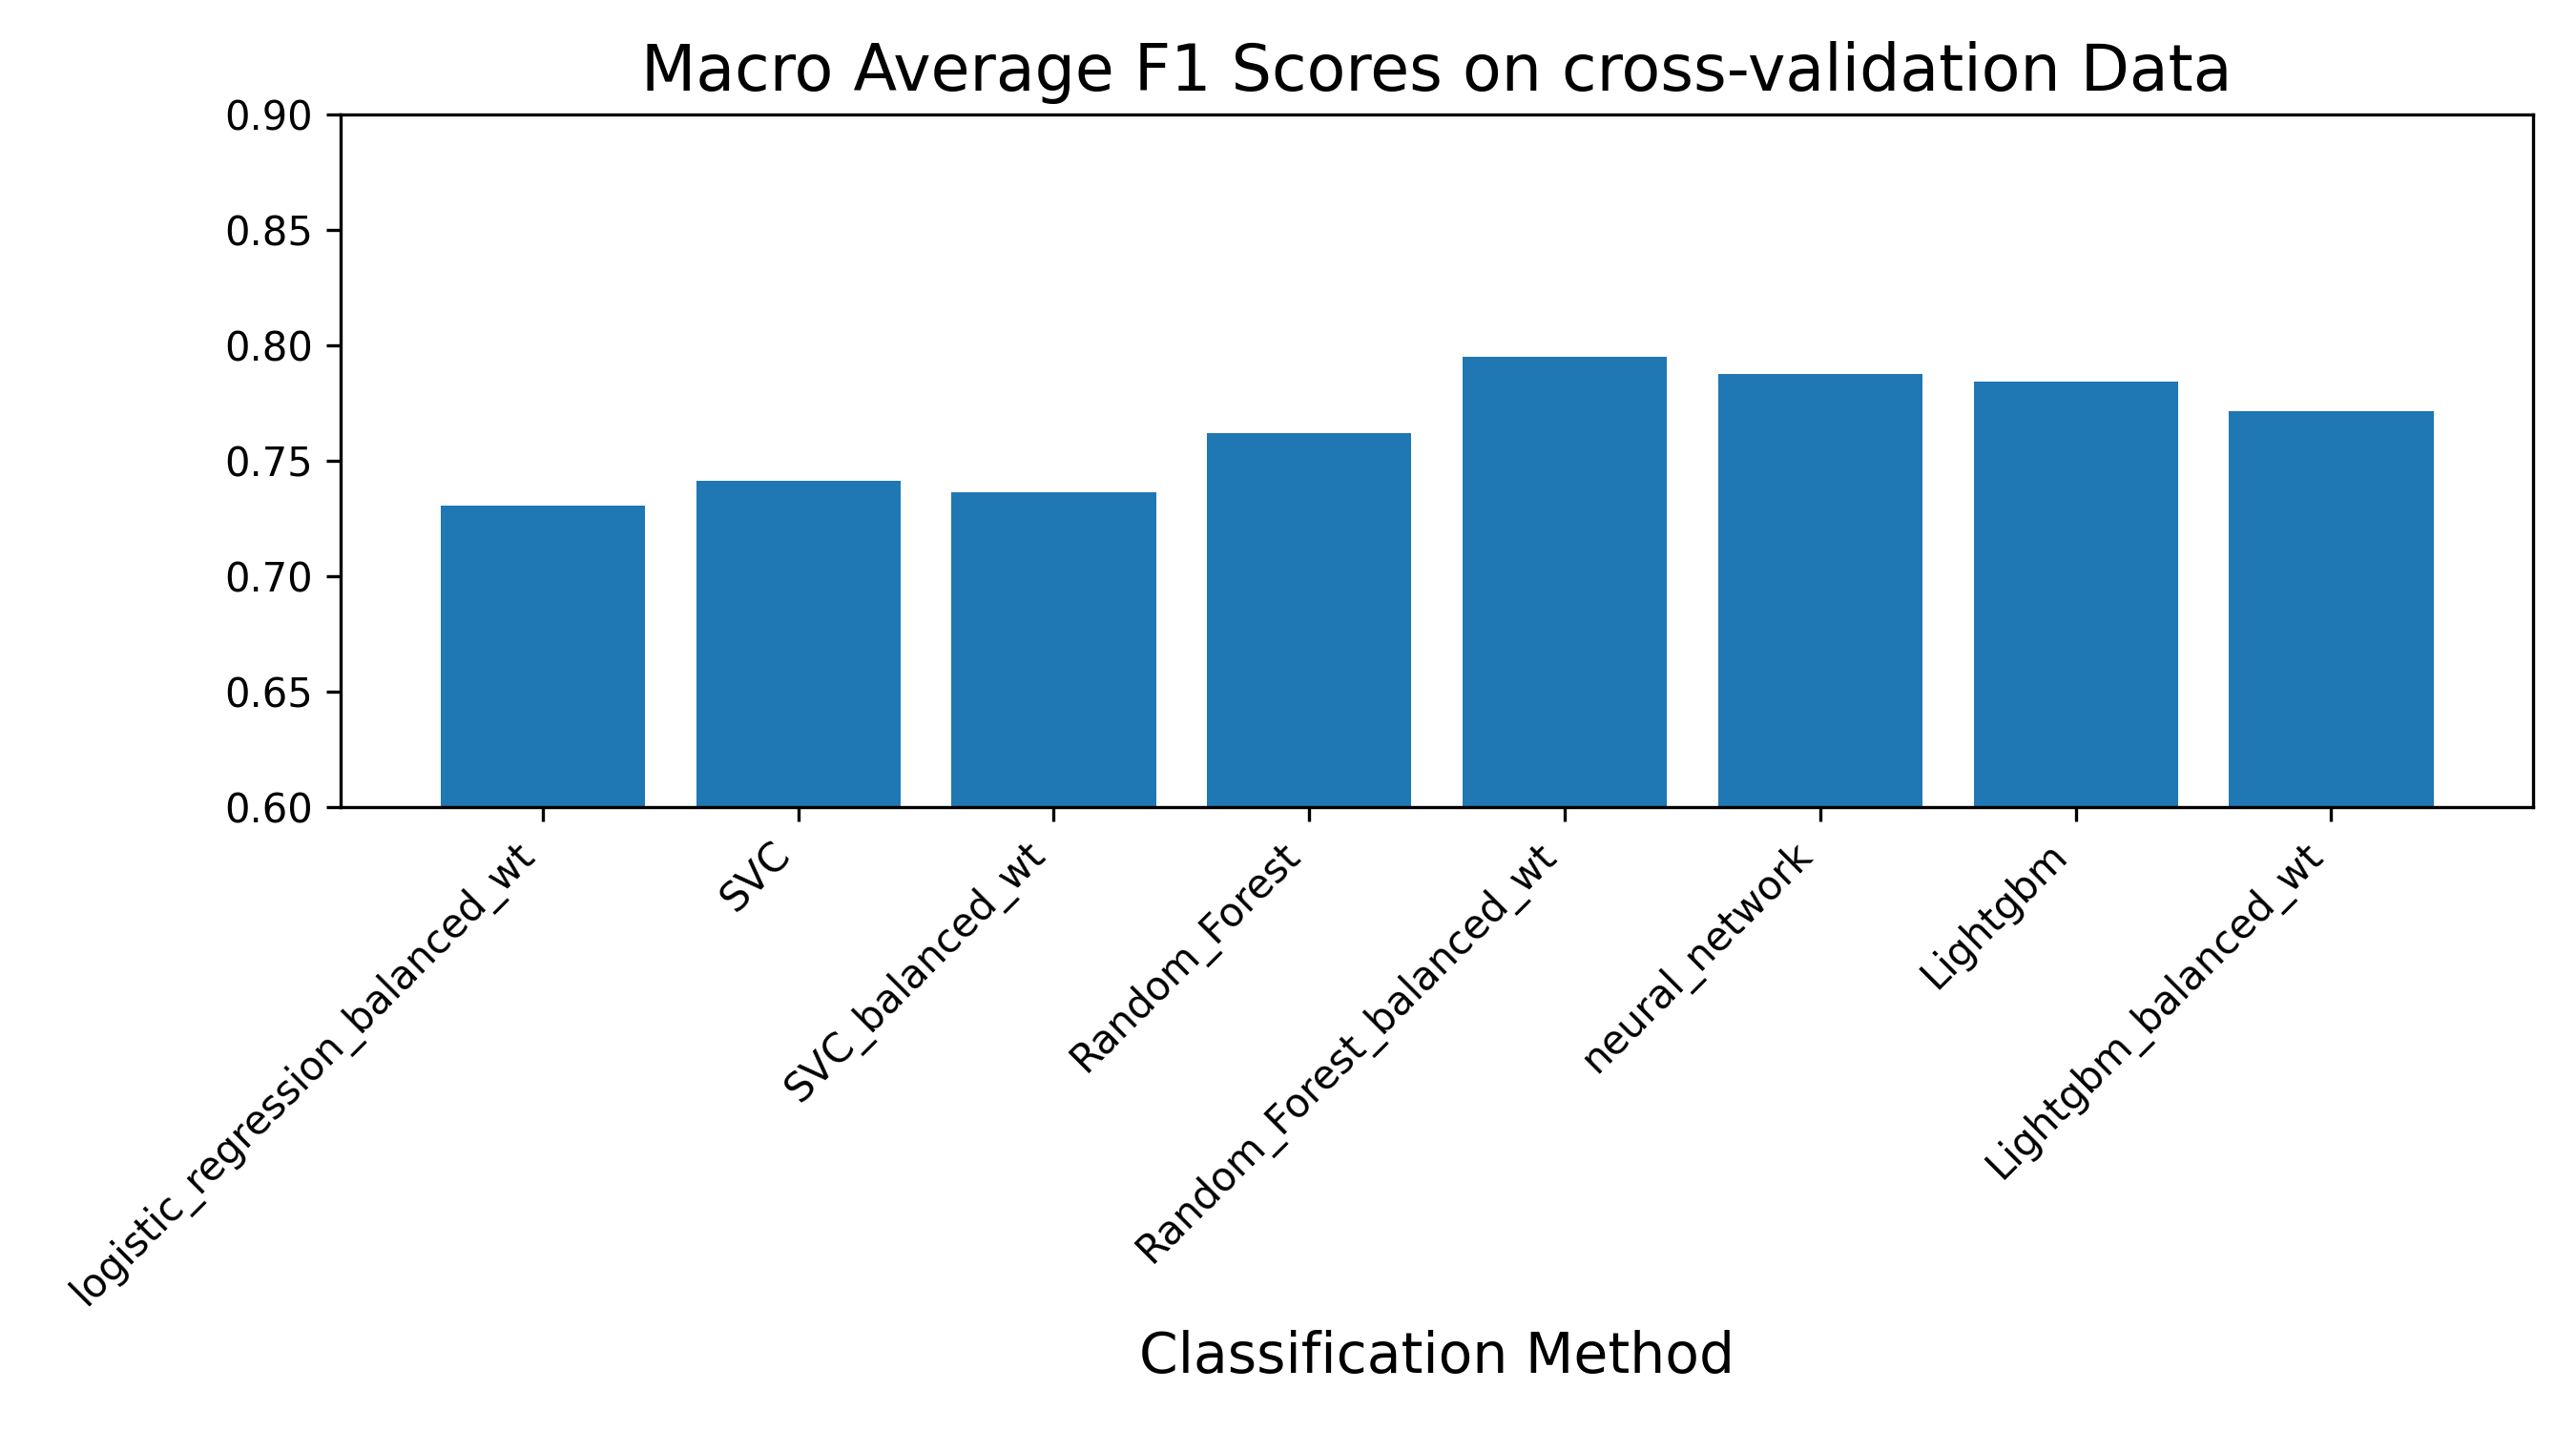 Macro Average F1 Scores on cross-validation Data
0.90
0.85
0.80
0.75
0.70
0.65
0.60
logistic_regression_balanced_wt
SVC
SVC_balanced_wt
Random_Forest
Random_Forest_balanced_wt
neural_network
Lightgbm
Lightgbm_balanced_wt
Classification Method